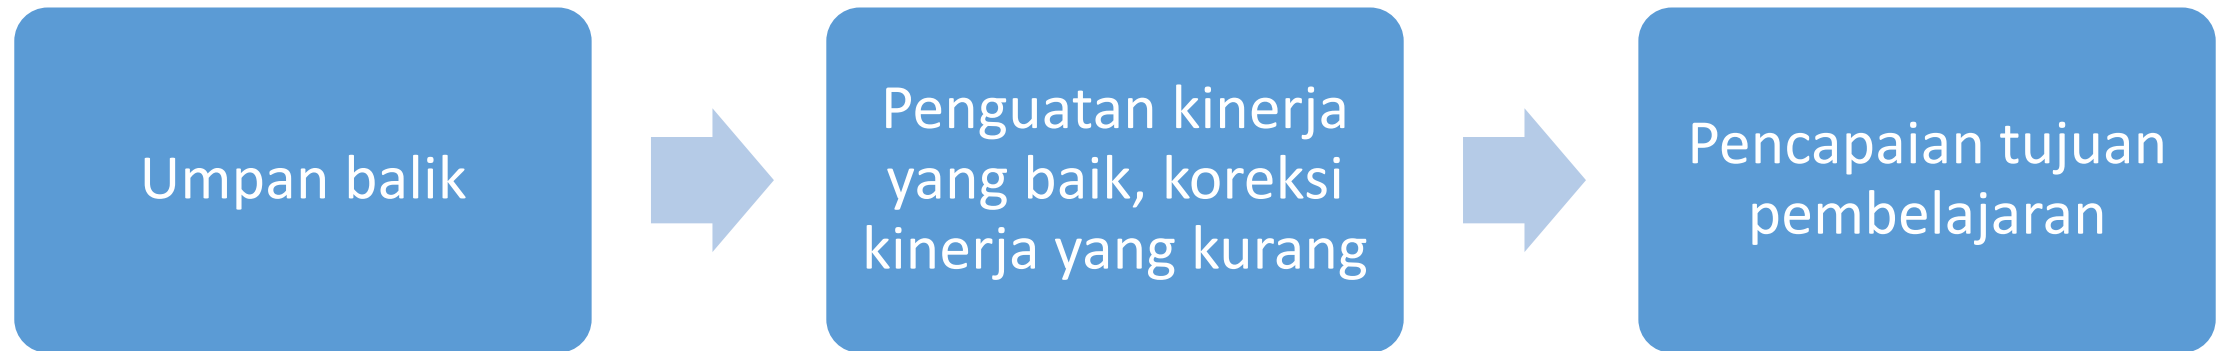 Umpan balik
Penguatan kinerja
yang baik, koreksi
kinerja yang kurang
Pencapaian tujuan
pembelajaran